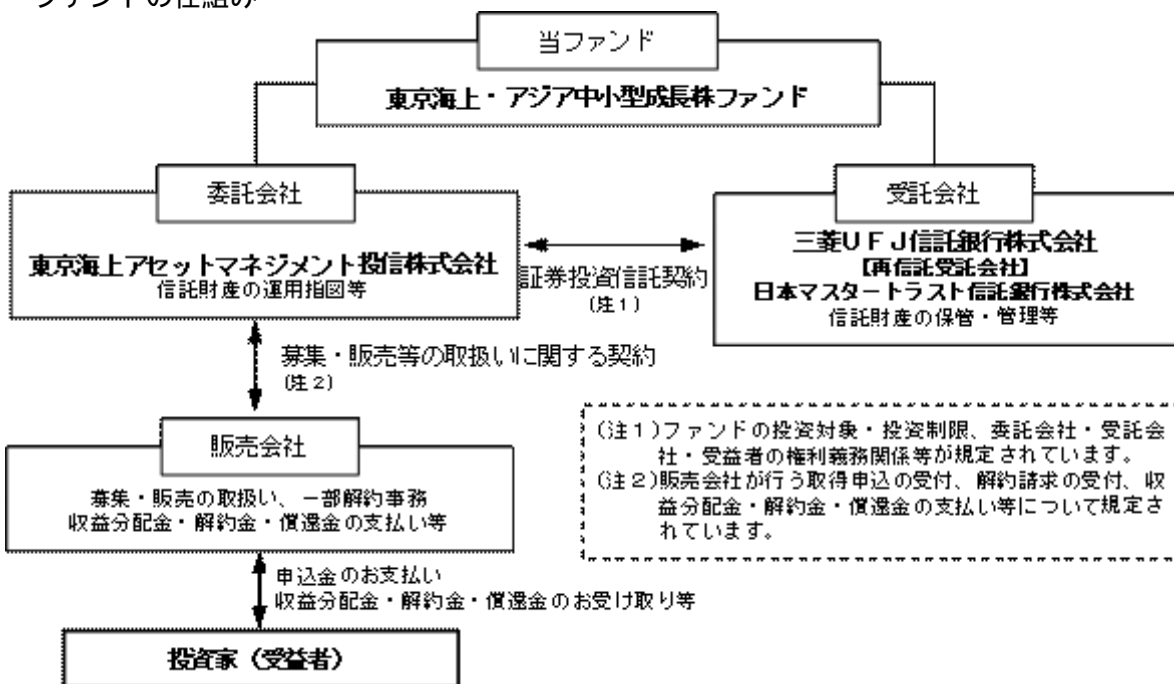 ファンドの仕組み
当ファンド
東京海上・アジア中小型成長株ファンド
委託会社
東京海上アセットマネジメント投信株式会社
信託財産の運用指図等
証券投資信託契約
(注1)
受託会社
三菱UFJ信託銀行株式会社
【再信託受託会社】
日本マスタートラスト信託銀行株式会社
信託財産の保管・管理等
募集・販売等の取扱いに関する契約
(注2)
販売会社
募集・販売の取扱い、一部解約事務
収益分配金・解約金・償還金の支払い等
(注1)ファンドの投資対象・投資制限、委託会社・受託会
社・受益者の権利義務関係等が規定されています。
(注2)販売会社が行う取得申込の受付、解約請求の受付、収
益分配金・解約金・償還金の支払い等について規定さ
れています。
申込金のお支払い
収益分配金・解約金・償還金のお受け取り等
投資家（受益者）